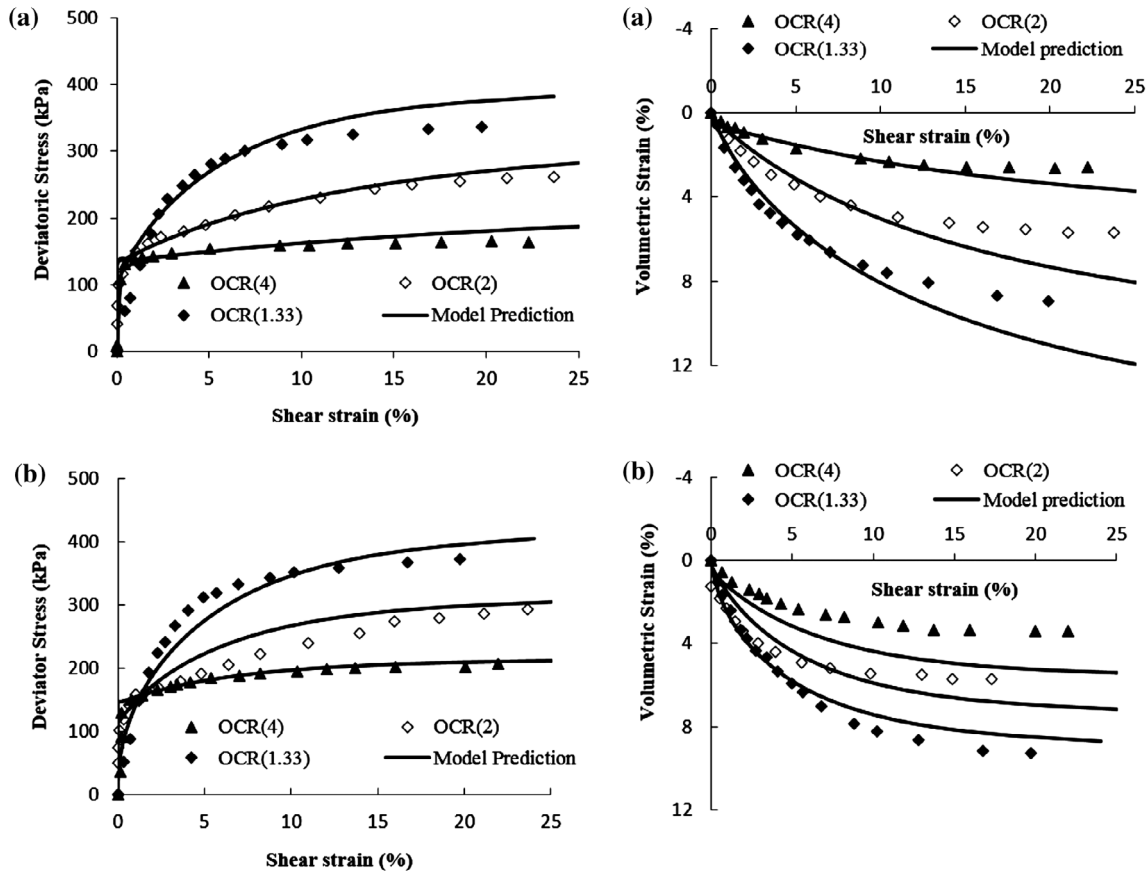 (a)
500
400
300
200
100
0
Deviatoric Stress (kPa)
OCR(4)
OCR(2)
OCR(1.33)
Model Prediction
0 5 10 15 20 25
Shear strain (%)
(a)
OCR(4)
OCR(2)
OCR(1.33)
Model prediction
-4
0
4
8
12
Volumetric Strain (%)
0 5 10 15 20 25
Shear strain (%)
(b)
500
400
300
200
100
0
Deviator Stress (kPa)
OCR(4)
OCR(2)
OCR(1.33)
Model Prediction
0 5 10 15 20 25
Shear strain (%)
(b)
OCR(4)
OCR(2)
OCR(1.33)
Model prediction
-4
0
4
8
12
Volumetric Strain (%)
0 5 10 15 20 25
Shear strain (%)